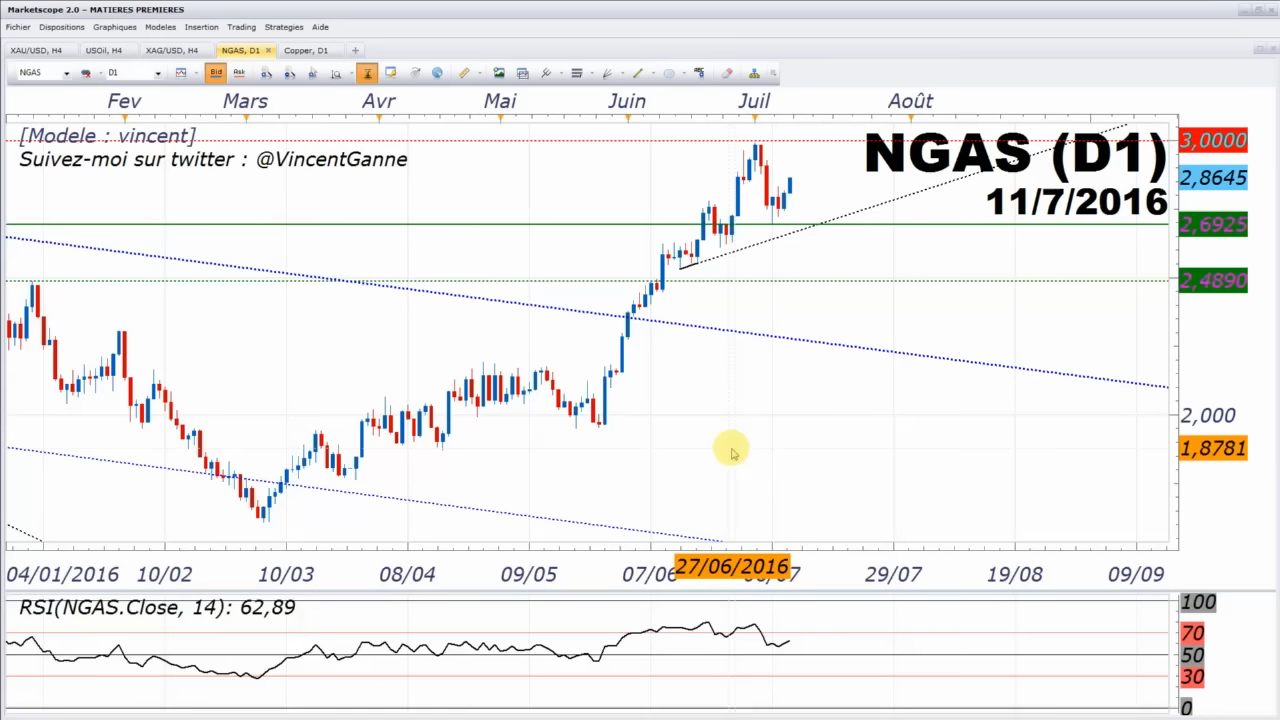 Marketscope 2.0 – MATIERES PREMIERES
Fichier Dispositions Graphiques Modeles Insertion Trading Strategies Aide
XAU/USD, H4 USOil, H4 XAG/USD, H4 NGAS, D1 Copper, D1
NGAS D1 Bid Ask ABC
Fev Mars Avr Mai Juin Juil Août
[Modele : vincent]
Suivez-moi sur twitter : @VincentGanne
NGAS (D1)
11/7/2016
3,0000
2,8645
2,6925
2,4890
2,000
1,8781
04/01/2016 10/02 10/03 08/04 09/05 07/06 27/06/2016 29/07 19/08 09/09
RSI(NGAS.Close, 14): 62,89
100
70
50
30
0